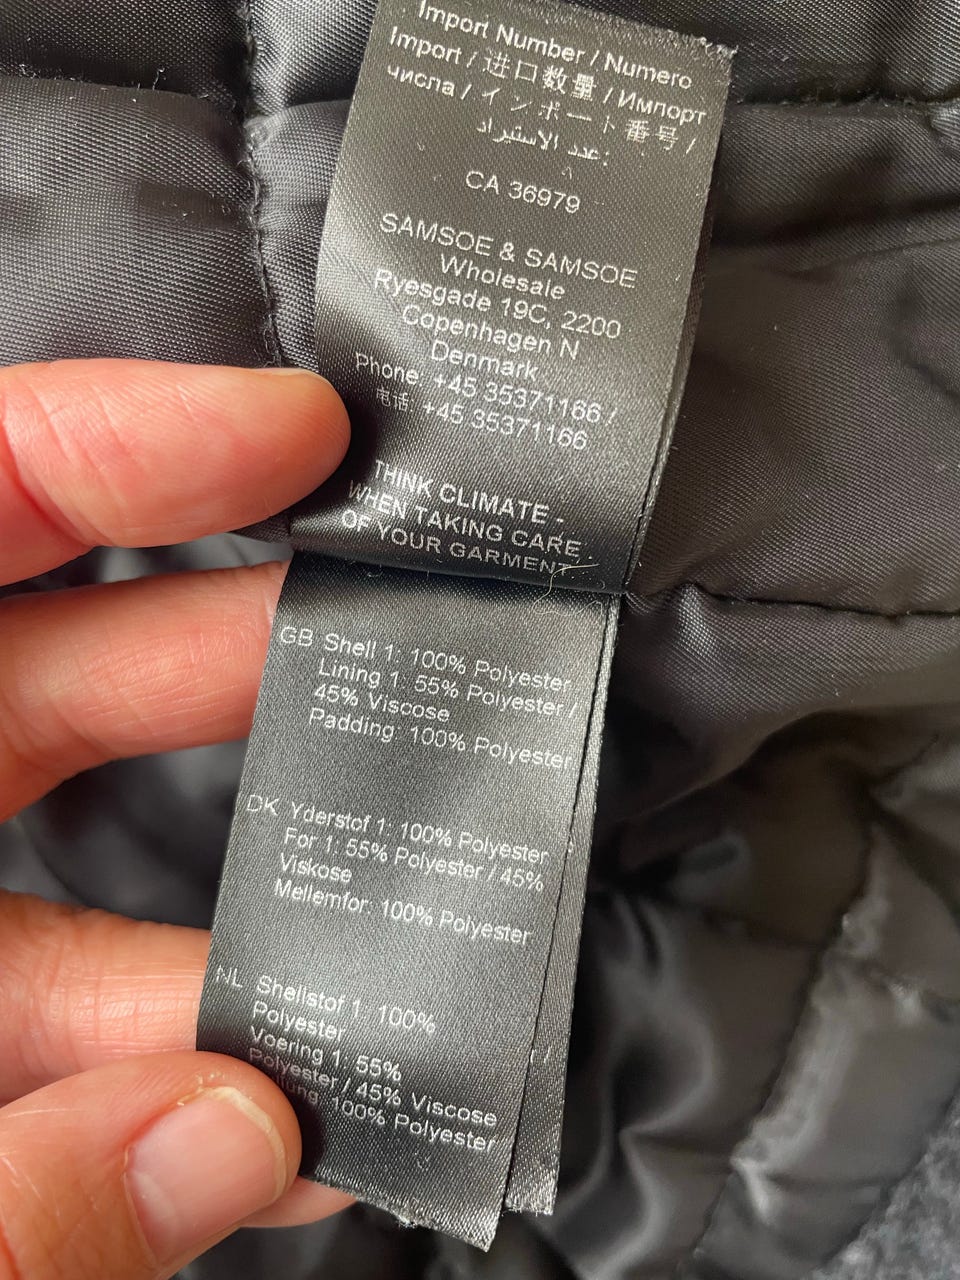 Import Number / Numero
Import / 进口数量 / Импорт
числа / インポート番号 /
عدد الاستيراد:
CA 36979
SAMSOE & SAMSOE
Wholesale
Ryesgade 19C, 2200
Copenhagen N
Denmark
Phone: +45 35371166 /
电话: +45 35371166
THINK CLIMATE -
WHEN TAKING CARE
OF YOUR GARMENT.
GB Shell 1: 100% Polyester
Lining 1: 55% Polyester /
45% Viscose
Padding: 100% Polyester
DK Yderstof 1: 100% Polyester
For 1: 55% Polyester / 45%
Viskose
Mellemfor: 100% Polyester
NL Shellstof 1: 100%
Polyester
Voering 1: 55%
Polyester / 45% Viscose
100% Polyester